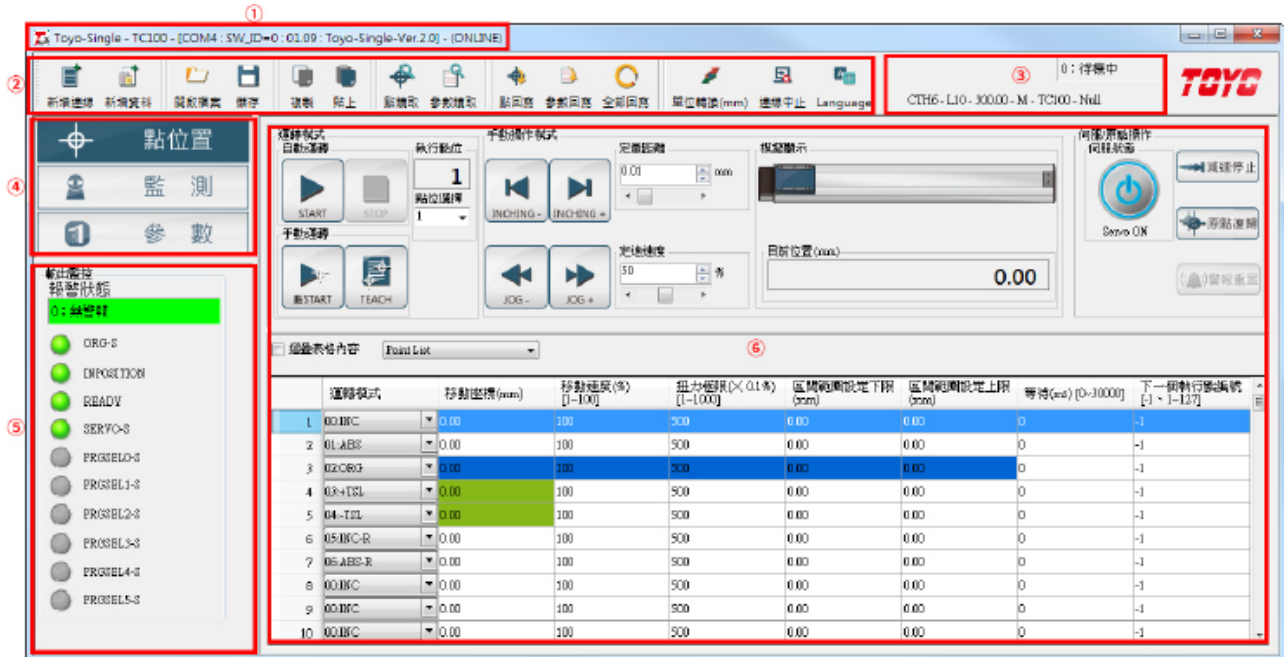 ①
Toyo-Single - TC100 - [COM4 : SW_ID=0 : 01.09 : Toyo-Single-Ver.2.0] - (ONLINE)
②
新增連線 新增資料 開啟檔案 儲存 複製 貼上 點讀取 參數讀取 點回寫 參數回寫 全部回寫 單位轉換(mm) 連線中止 Language
③
0：待機中
CTH6 - L10 - 300.00 - M - TC100 - Null
TOYO
④
點位置
監 測
參 數
⑤
輸出監控
報警狀態
0：無警報
ORG-S
INPOSITION
READY
SERVO-S
PRGSEL0-S
PRGSEL1-S
PRGSEL2-S
PRGSEL3-S
PRGSEL4-S
PRGSEL5-S
運轉模式
自動運轉
START
STOP
執行點位
1
點位選擇
1
手動運轉
點START
TEACH
手動操作模式
INCHING -
INCHING +
定量距離
0.01 mm
JOG -
JOG +
定速速度
50 %
模擬顯示
目前位置(mm)
0.00
伺服/原點操作
伺服狀態
Servo ON
減速停止
原點復歸
警報重置
摺疊表格內容 Point List
⑥
運轉模式 移動座標(mm) 移動速度(%) [1~100] 扭力極限(X 0.1%) [1~1000] 區間範圍設定下限 (mm) 區間範圍設定上限 (mm) 等待(ms) [0~30000] 下一個執行點編號 [-1、1~127]
1 00:INC 0.00 100 500 0.00 0.00 0 -1
2 01:ABS 0.00 100 500 0.00 0.00 0 -1
3 02:ORG 0.00 100 500 0.00 0.00 0 -1
4 03:+TSL 0.00 100 500 0.00 0.00 0 -1
5 04:-TSL 0.00 100 500 0.00 0.00 0 -1
6 05:INC-R 0.00 100 500 0.00 0.00 0 -1
7 06:ABS-R 0.00 100 500 0.00 0.00 0 -1
8 00:INC 0.00 100 500 0.00 0.00 0 -1
9 00:INC 0.00 100 500 0.00 0.00 0 -1
10 00:INC 0.00 100 500 0.00 0.00 0 -1